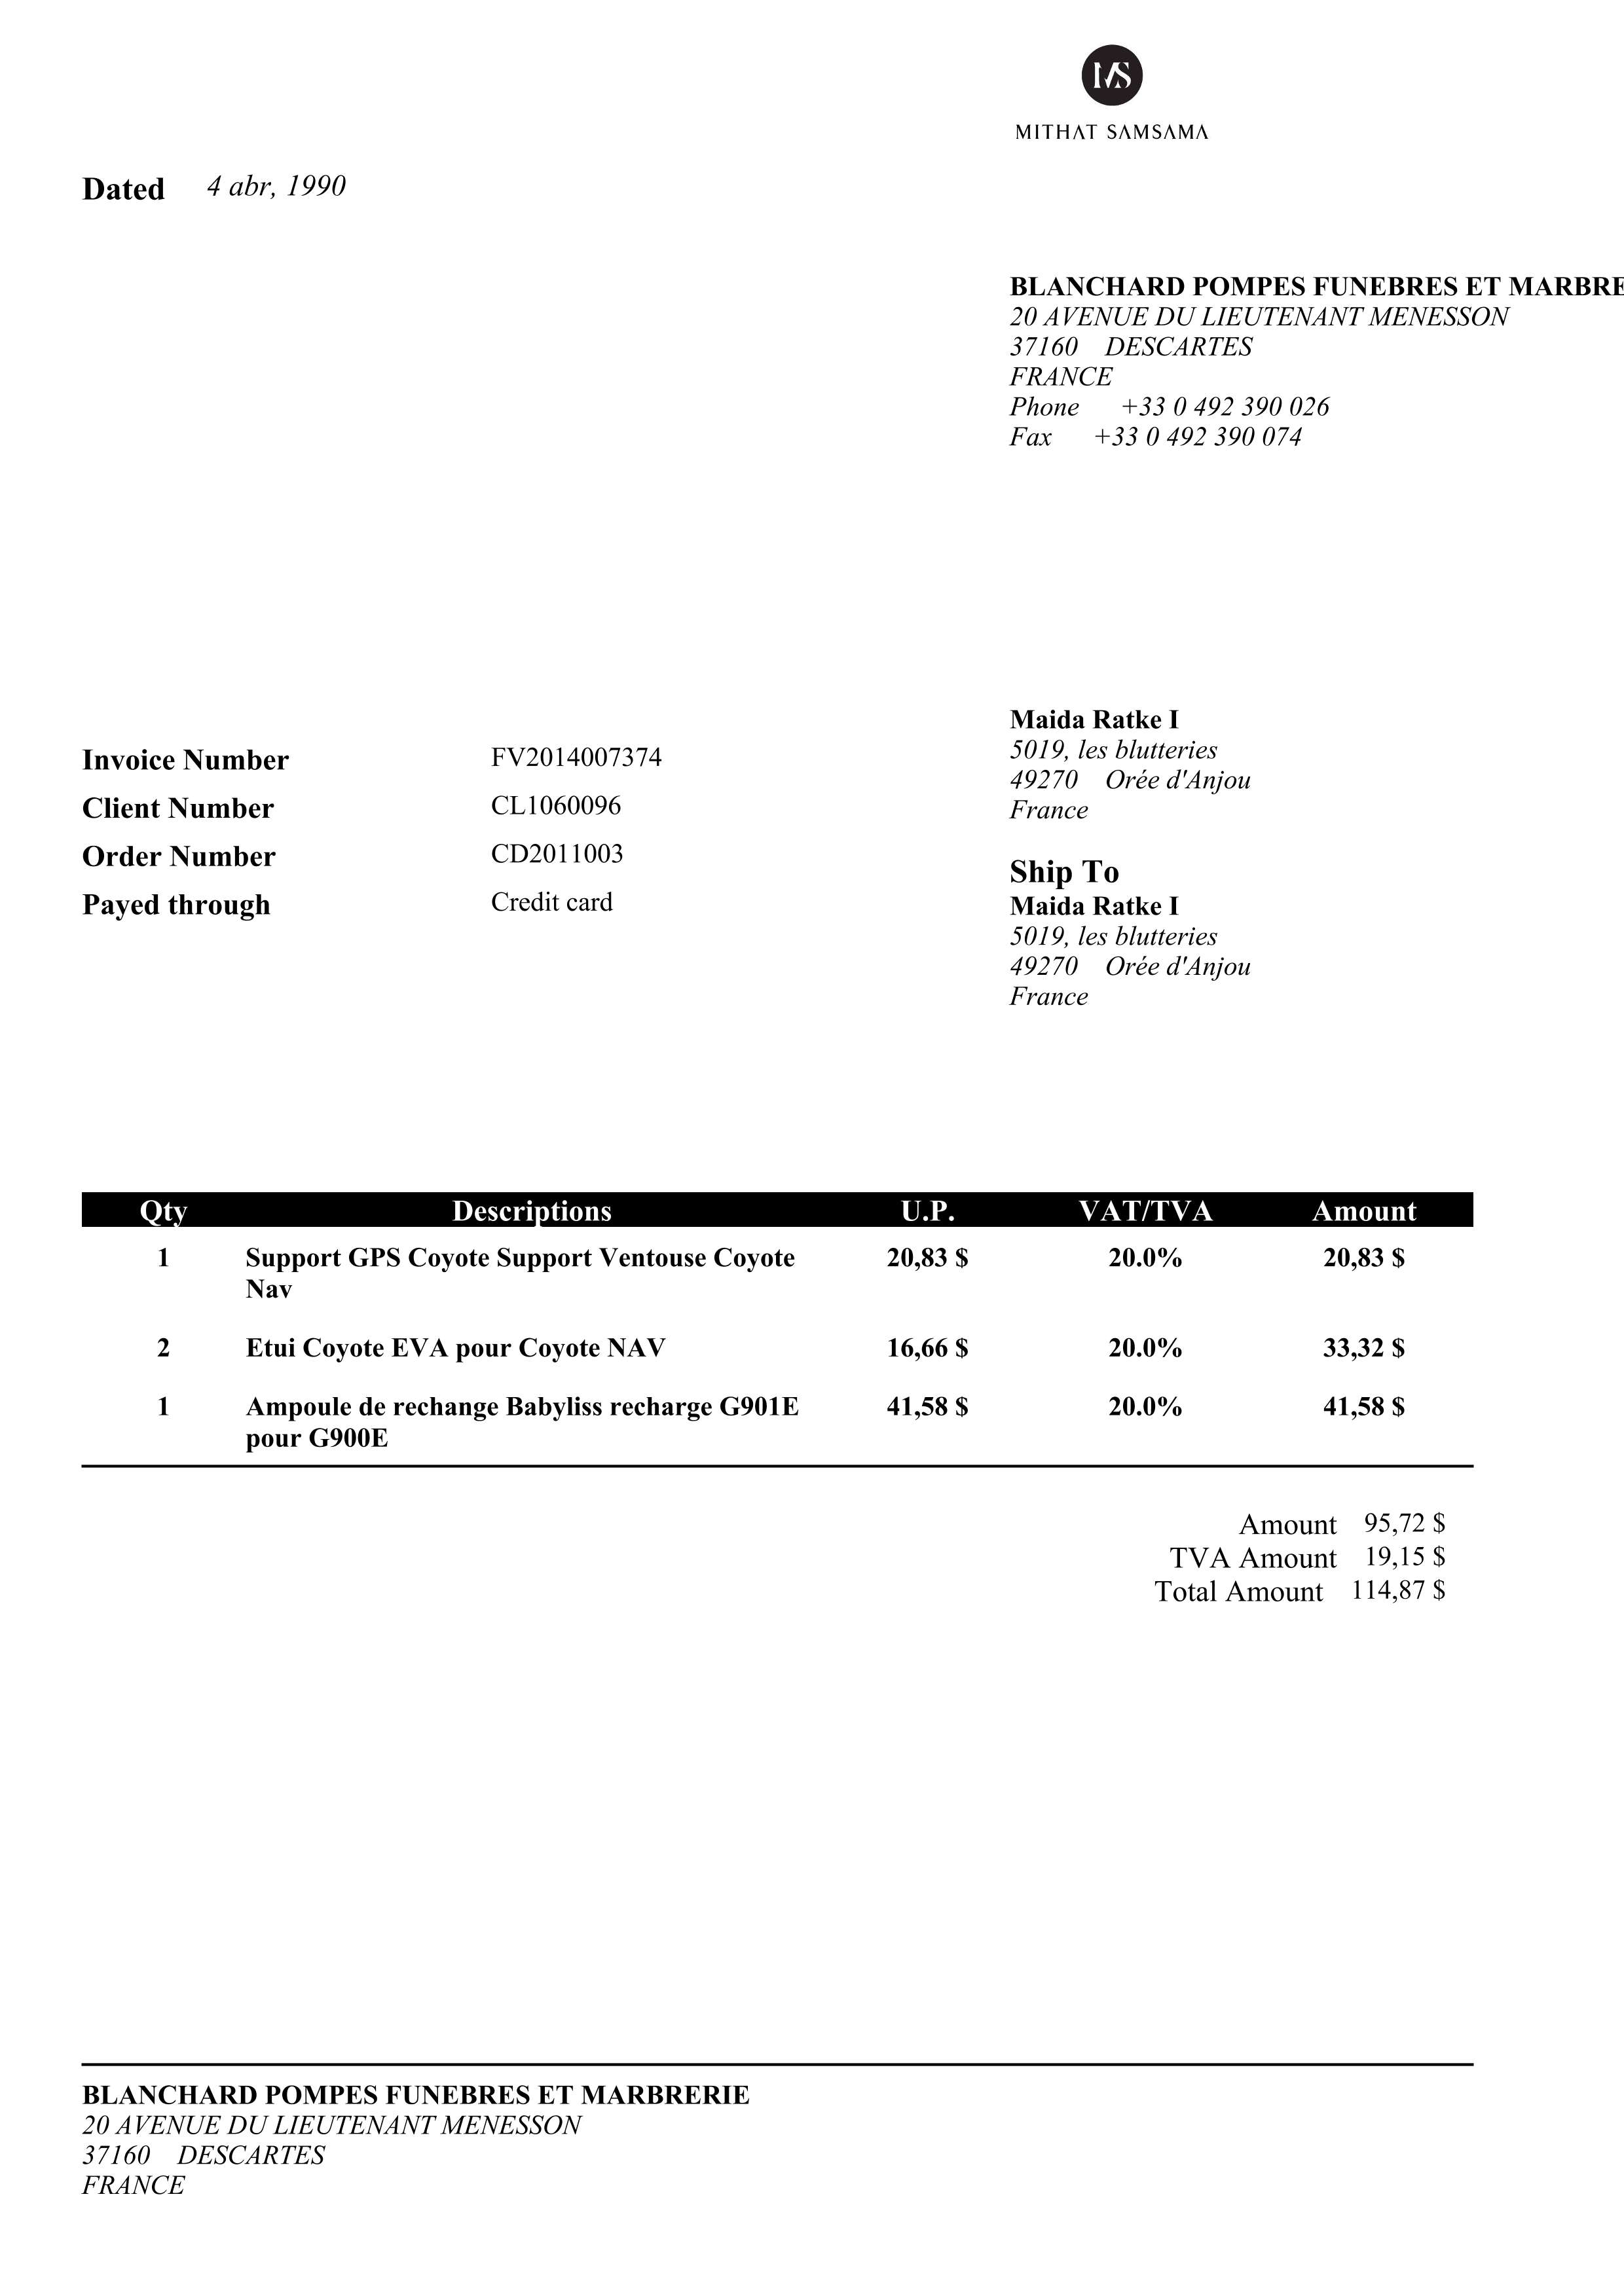 MS
MITHAT SAMSAMA
Dated 4 abr, 1990
BLANCHARD POMPES FUNEBRES ET MARBRE
20 AVENUE DU LIEUTENANT MENESSON
37160 DESCARTES
FRANCE
Phone +33 0 492 390 026
Fax +33 0 492 390 074
Invoice Number FV2014007374
Client Number CL1060096
Order Number CD2011003
Payed through Credit card
Maida Ratke I
5019, les blutteries
49270 Orée d'Anjou
France
Ship To
Maida Ratke I
5019, les blutteries
49270 Orée d'Anjou
France
Qty Descriptions U.P. VAT/TVA Amount
1 Support GPS Coyote Support Ventouse Coyote 20,83 $ 20.0% 20,83 $
Nav
2 Etui Coyote EVA pour Coyote NAV 16,66 $ 20.0% 33,32 $
1 Ampoule de rechange Babyliss recharge G901E 41,58 $ 20.0% 41,58 $
pour G900E
Amount 95,72 $
TVA Amount 19,15 $
Total Amount 114,87 $
BLANCHARD POMPES FUNEBRES ET MARBRERIE
20 AVENUE DU LIEUTENANT MENESSON
37160 DESCARTES
FRANCE